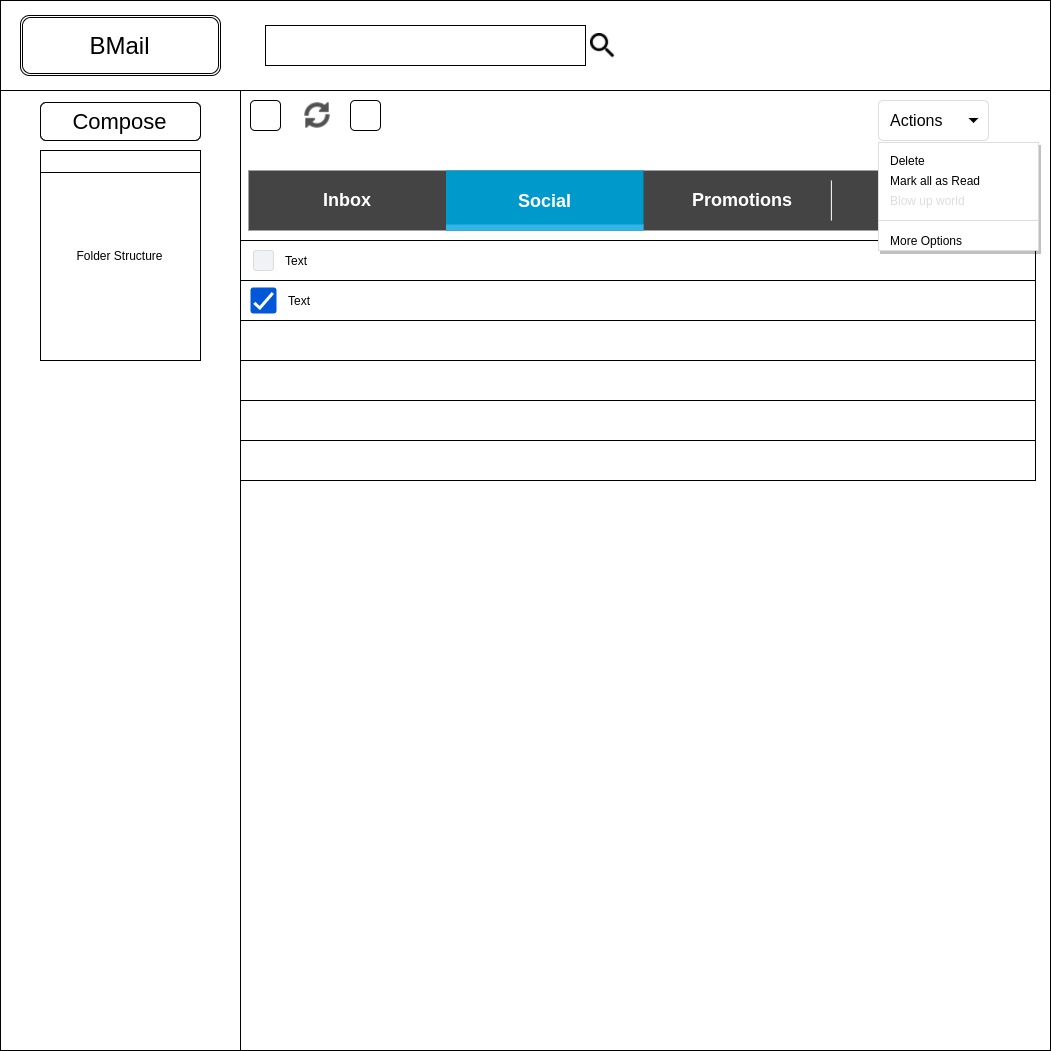 BMail
Compose
Actions
Delete
Mark all as Read
Blow up world
More Options
Inbox
Social
Promotions
Folder Structure
Text
Text